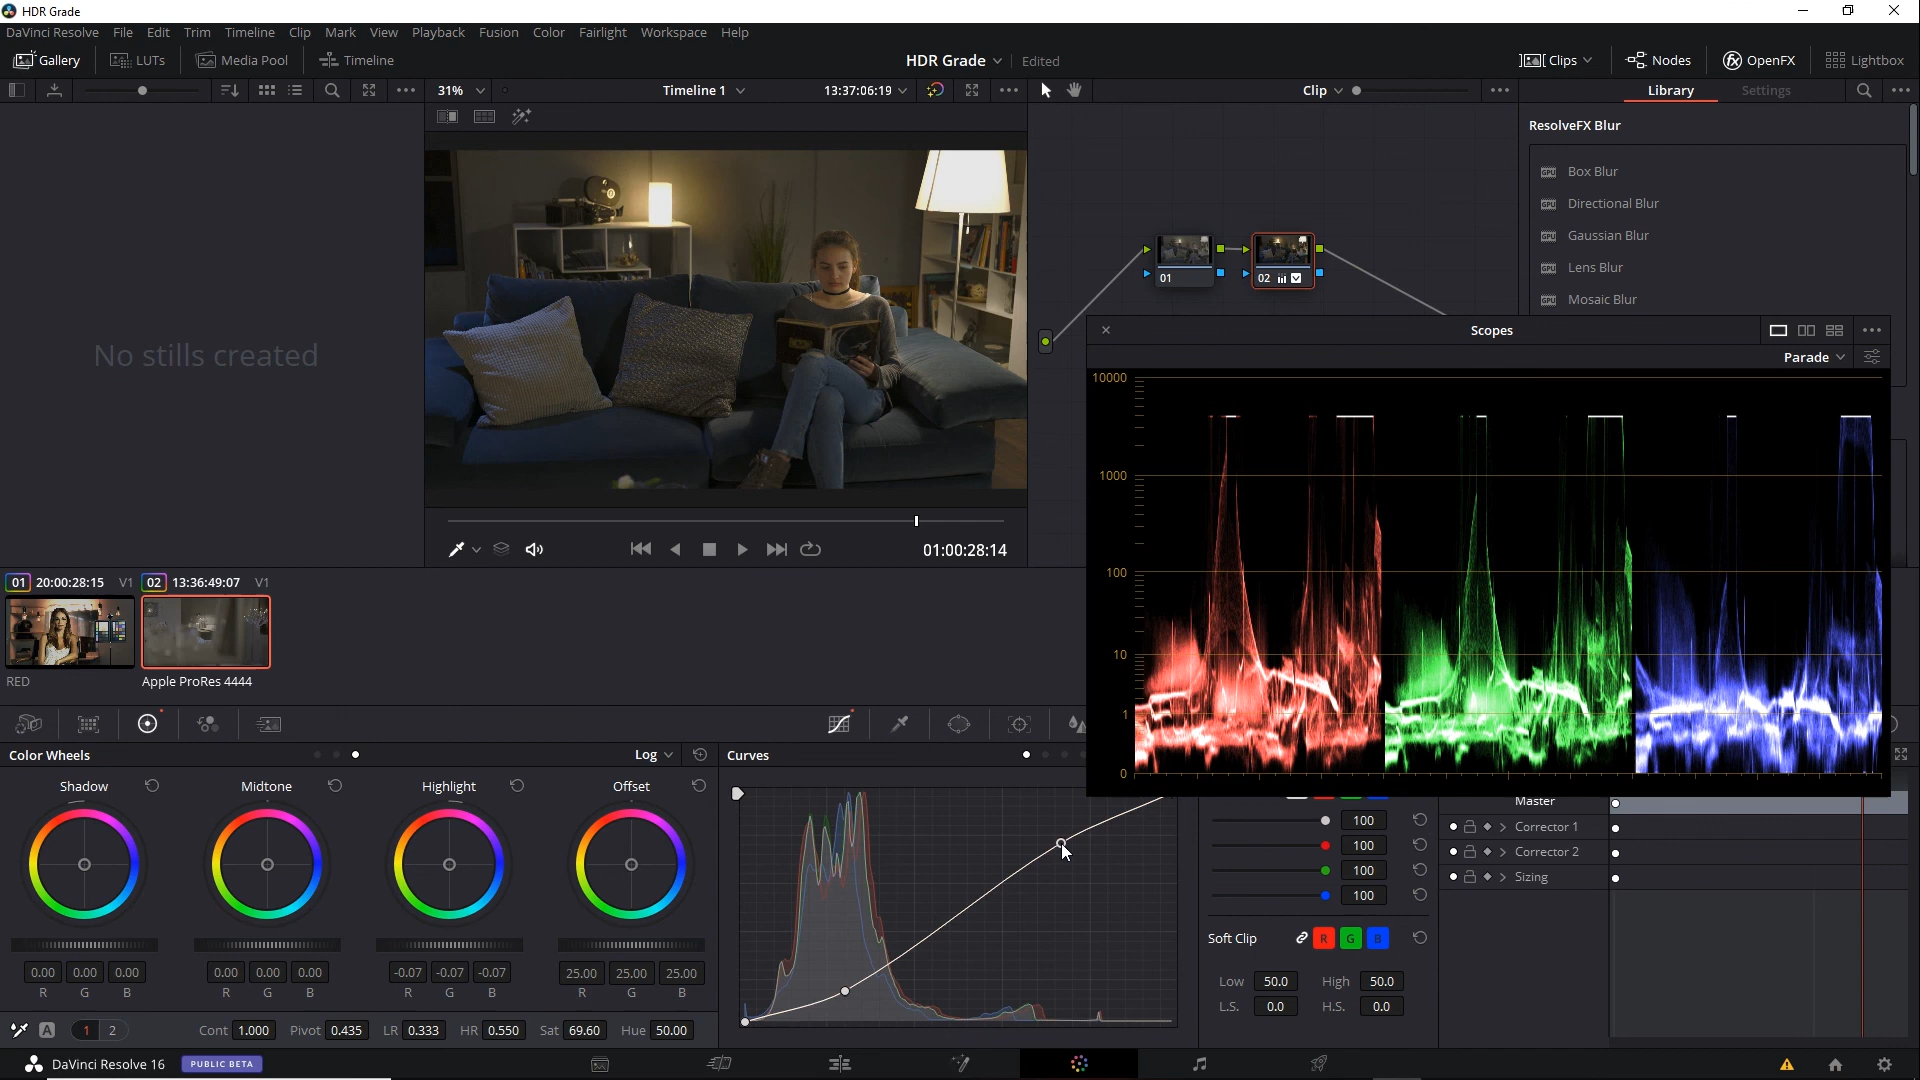 HDR Grade
DaVinci Resolve File Edit Trim Timeline Clip Mark View Playback Fusion Color Fairlight Workspace Help
Gallery LUTs Media Pool Timeline HDR Grade Edited Clips Nodes OpenFX Lightbox
31% Timeline 1 13:37:06:19 Clip Library Settings
ResolveFX Blur
Box Blur
Directional Blur
Gaussian Blur
Lens Blur
Mosaic Blur
01 02
No stills created
Scopes
Parade
10000
1000
100
10
1
0
01:00:28:14
01 20:00:28:15 V1 02 13:36:49:07 V1
RED Apple ProRes 4444
Color Wheels Log Curves
Shadow Midtone Highlight Offset
0.00 0.00 0.00 0.00 0.00 0.00 -0.07 -0.07 -0.07 25.00 25.00 25.00
R G B R G B R G B R G B
A 1 2 Cont 1.000 Pivot 0.435 LR 0.333 HR 0.550 Sat 69.60 Hue 50.00
100
100
100
100
Soft Clip R G B
Low 50.0 High 50.0
L.S. 0.0 H.S. 0.0
Master
Corrector 1
Corrector 2
Sizing
DaVinci Resolve 16 PUBLIC BETA